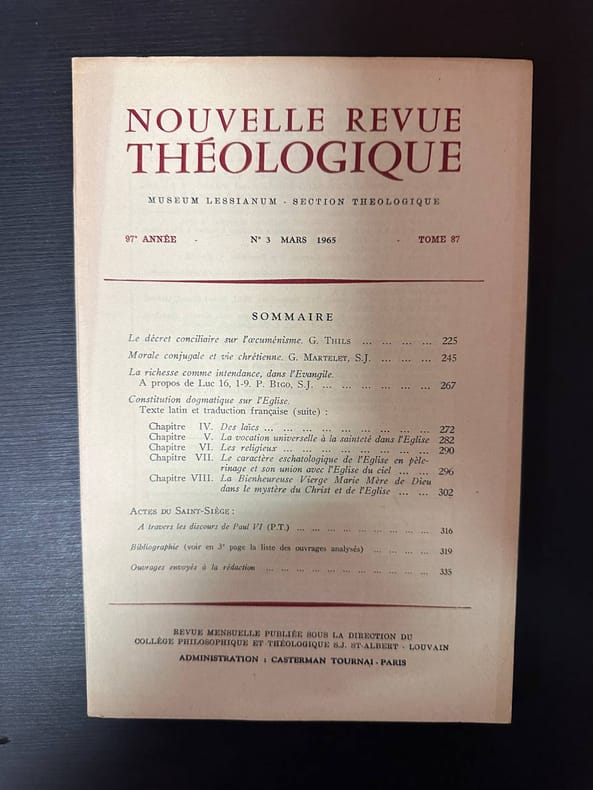 NOUVELLE REVUE
THÉOLOGIQUE
MUSEUM LESSIANUM - SECTION THEOLOGIQUE
97e ANNÉE - N° 3 MARS 1965 - TOME 87
SOMMAIRE
Le décret conciliaire sur l'œcuménisme. G. THILS ... ... ... ... 225
Morale conjugale et vie chrétienne. G. MARTELET, S.J. ... ... ... 245
La richesse comme intendance, dans l'Evangile.
A propos de Luc 16, 1-9. P. BIGO, S.J. ... ... ... ... ... ... 267
Constitution dogmatique sur l'Eglise.
Texte latin et traduction française (suite) :
Chapitre IV. Des laïcs ... ... ... ... ... ... ... ... ... 272
Chapitre V. La vocation universelle à la sainteté dans l'Eglise 282
Chapitre VI. Les religieux ... ... ... ... ... ... ... ... 290
Chapitre VII. Le caractère eschatologique de l'Eglise en pèle-
rinage et son union avec l'Eglise du ciel ... ... ... 296
Chapitre VIII. La Bienheureuse Vierge Marie Mère de Dieu
dans le mystère du Christ et de l'Eglise ... ... 302
ACTES DU SAINT-SIÈGE :
A travers les discours de Paul VI (P.T.) ... ... ... ... ... ... ... 316
Bibliographie (voir en 3e page la liste des ouvrages analysés) ... ... ... 319
Ouvrages envoyés à la rédaction ... ... ... ... ... ... ... ... ... 335
REVUE MENSUELLE PUBLIÉE SOUS LA DIRECTION DU
COLLÈGE PHILOSOPHIQUE ET THÉOLOGIQUE S.J. ST-ALBERT - LOUVAIN
ADMINISTRATION : CASTERMAN TOURNAI - PARIS